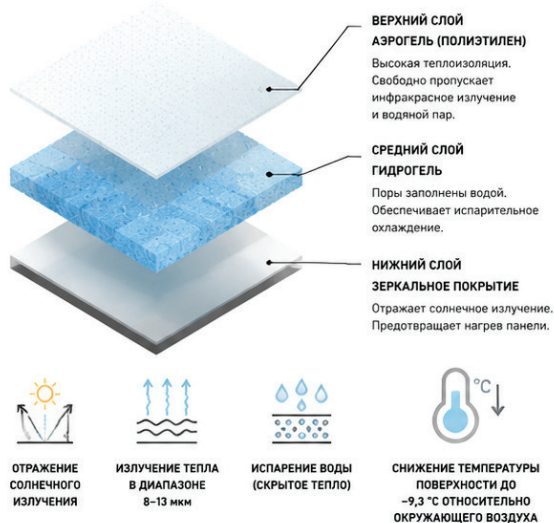 ВЕРХНИЙ СЛОЙ
АЭРОГЕЛЬ (ПОЛИЭТИЛЕН)
Высокая теплоизоляция.
Свободно пропускает
инфракрасное излучение
и водяной пар.
СРЕДНИЙ СЛОЙ
ГИДРОГЕЛЬ
Поры заполнены водой.
Обеспечивает испарительное
охлаждение.
НИЖНИЙ СЛОЙ
ЗЕРКАЛЬНОЕ ПОКРЫТИЕ
Отражает солнечное излучение.
Предотвращает нагрев панели.
°C
ОТРАЖЕНИЕ
СОЛНЕЧНОГО
ИЗЛУЧЕНИЯ
ИЗЛУЧЕНИЕ ТЕПЛА
В ДИАПАЗОНЕ
8–13 мкм
ИСПАРЕНИЕ ВОДЫ
(СКРЫТОЕ ТЕПЛО)
СНИЖЕНИЕ ТЕМПЕРАТУРЫ
ПОВЕРХНОСТИ ДО
–9,3 °C ОТНОСИТЕЛЬНО
ОКРУЖАЮЩЕГО ВОЗДУХА